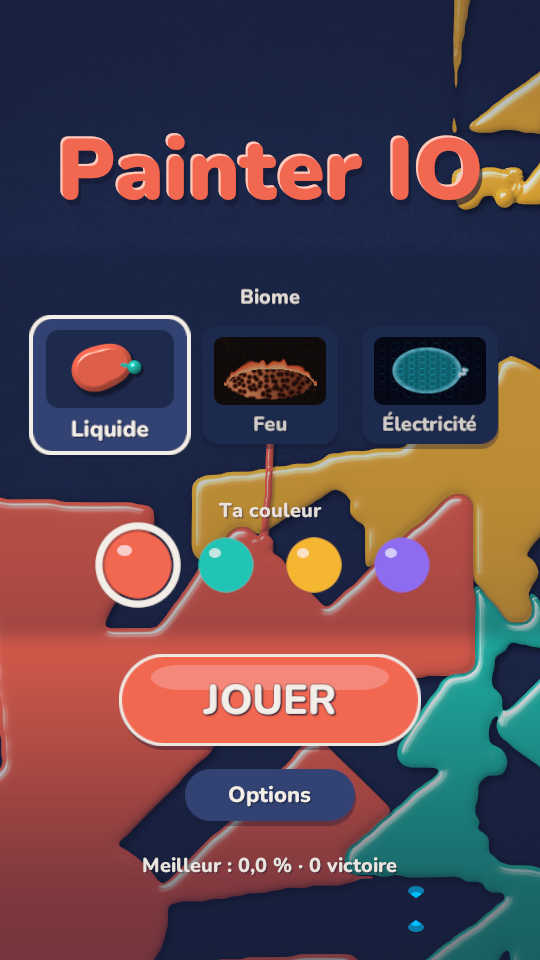 Painter IO
Biome
Liquide
Feu
Électricité
Ta couleur
JOUER
Options
Meilleur : 0,0 % · 0 victoire